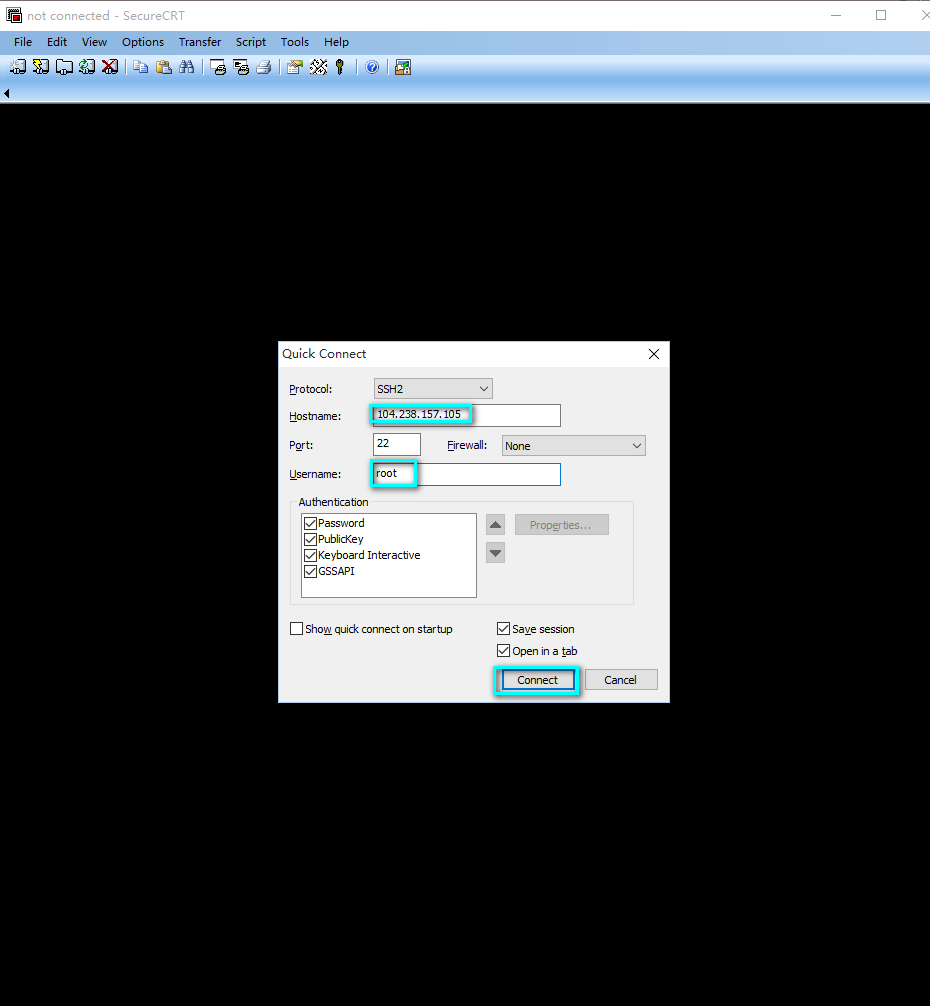 not connected - SecureCRT
File Edit View Options Transfer Script Tools Help
Quick Connect
Protocol: SSH2
Hostname: 104.238.157.105
Port: 22 Firewall: None
Username: root
Authentication
Password
PublicKey
Properties...
Keyboard Interactive
GSSAPI
Show quick connect on startup Save session
Open in a tab
Connect Cancel